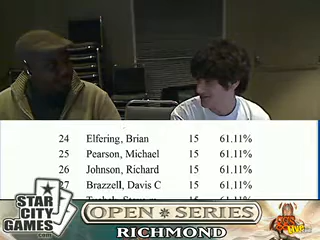 24 Elfering, Brian 15 61.11%
25 Pearson, Michael 15 61.11%
26 Johnson, Richard 15 61.11%
27 Brazzell, Davis C 15 61.11%
STAR CITY GAMES.com
OPEN SERIES
RICHMOND